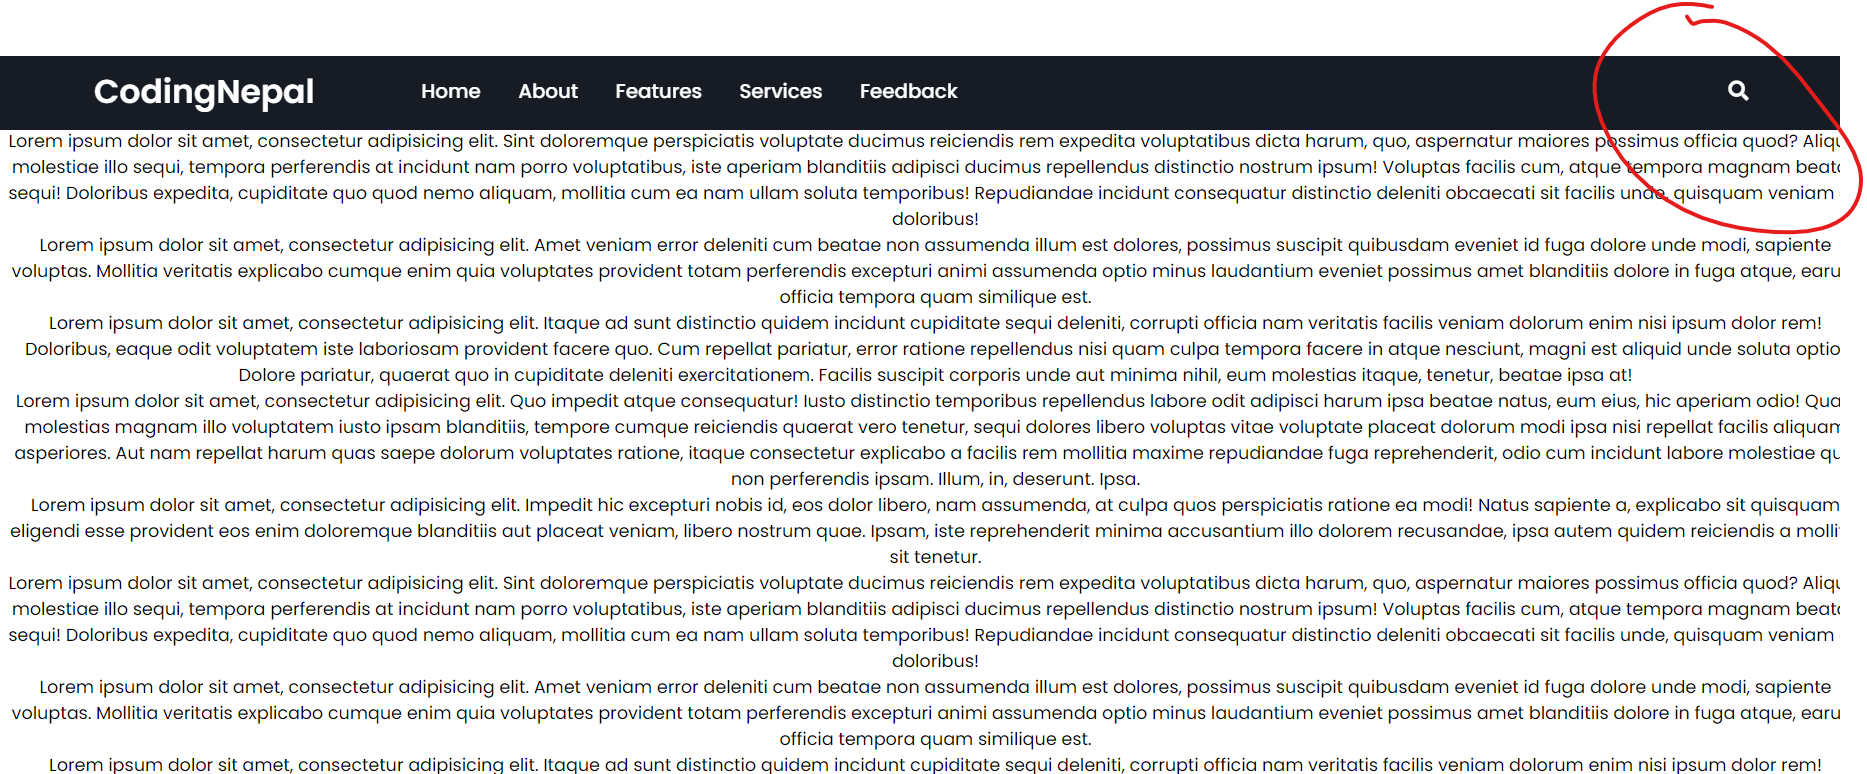 CodingNepal Home About Features Services Feedback
Lorem ipsum dolor sit amet, consectetur adipisicing elit. Sint doloremque perspiciatis voluptate ducimus reiciendis rem expedita voluptatibus dicta harum, quo, aspernatur maiores possimus officia quod?
molestiae illo sequi, tempora perferendis at incidunt nam porro voluptatibus, iste aperiam blanditiis adipisci ducimus repellendus distinctio nostrum ipsum! Voluptas facilis cum, atque tempora magnam
sequi! Doloribus expedita, cupiditate quo quod nemo aliquam, mollitia cum ea nam ullam soluta temporibus! Repudiandae incidunt consequatur distinctio deleniti obcaecati sit facilis unde, quisquam veniam
doloribus!
Lorem ipsum dolor sit amet, consectetur adipisicing elit. Amet veniam error deleniti cum beatae non assumenda illum est dolores, possimus suscipit quibusdam eveniet id fuga dolore unde modi, sapiente
voluptas. Mollitia veritatis explicabo cumque enim quia voluptates provident totam perferendis excepturi animi assumenda optio minus laudantium eveniet possimus amet blanditiis dolore in fuga atque,
officia tempora quam similique est.
Lorem ipsum dolor sit amet, consectetur adipisicing elit. Itaque ad sunt distinctio quidem incidunt cupiditate sequi deleniti, corrupti officia nam veritatis facilis veniam dolorum enim nisi ipsum dolor rem!
Doloribus, eaque odit voluptatem iste laboriosam provident facere quo. Cum repellat pariatur, error ratione repellendus nisi quam culpa tempora facere in atque nesciunt, magni est aliquid unde soluta optio
Dolore pariatur, quaerat quo in cupiditate deleniti exercitationem. Facilis suscipit corporis unde aut minima nihil, eum molestias itaque, tenetur, beatae ipsa at!
Lorem ipsum dolor sit amet, consectetur adipisicing elit. Quo impedit atque consequatur! Iusto distinctio temporibus repellendus labore odit adipisci harum ipsa beatae natus, eum eius, hic aperiam odio!
molestias magnam illo voluptatem iusto ipsam blanditiis, tempore cumque reiciendis quaerat vero tenetur, sequi dolores libero voluptas vitae voluptate placeat dolorum modi ipsa nisi repellat facilis aliquam
asperiores. Aut nam repellat harum quas saepe dolorum voluptates ratione, itaque consectetur explicabo a facilis rem mollitia maxime repudiandae fuga reprehenderit, odio cum incidunt labore molestiae
non perferendis ipsam. Illum, in, deserunt. Ipsa.
Lorem ipsum dolor sit amet, consectetur adipisicing elit. Impedit hic excepturi nobis id, eos dolor libero, nam assumenda, at culpa quos perspiciatis ratione ea modi! Natus sapiente a, explicabo sit quisquam
eligendi esse provident eos enim doloremque blanditiis aut placeat veniam, libero nostrum quae. Ipsam, iste reprehenderit minima accusantium illo dolorem recusandae, ipsa autem quidem reiciendis a
sit tenetur.
Lorem ipsum dolor sit amet, consectetur adipisicing elit. Sint doloremque perspiciatis voluptate ducimus reiciendis rem expedita voluptatibus dicta harum, quo, aspernatur maiores possimus officia quod?
molestiae illo sequi, tempora perferendis at incidunt nam porro voluptatibus, iste aperiam blanditiis adipisci ducimus repellendus distinctio nostrum ipsum! Voluptas facilis cum, atque tempora magnam
sequi! Doloribus expedita, cupiditate quo quod nemo aliquam, mollitia cum ea nam ullam soluta temporibus! Repudiandae incidunt consequatur distinctio deleniti obcaecati sit facilis unde, quisquam veniam
doloribus!
Lorem ipsum dolor sit amet, consectetur adipisicing elit. Amet veniam error deleniti cum beatae non assumenda illum est dolores, possimus suscipit quibusdam eveniet id fuga dolore unde modi, sapiente
voluptas. Mollitia veritatis explicabo cumque enim quia voluptates provident totam perferendis excepturi animi assumenda optio minus laudantium eveniet possimus amet blanditiis dolore in fuga atque,
officia tempora quam similique est.
Lorem ipsum dolor sit amet, consectetur adipisicing elit. Itaque ad sunt distinctio quidem incidunt cupiditate sequi deleniti, corrupti officia nam veritatis facilis veniam dolorum enim nisi ipsum dolor rem!